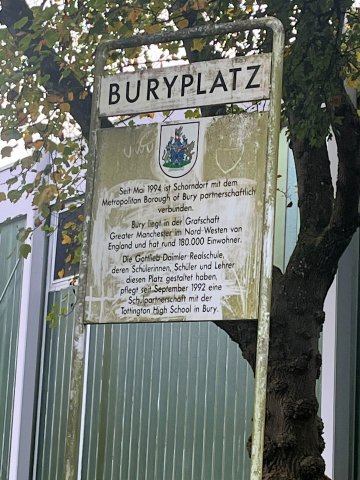 BURYPLATZ
Seit Mai 1994 ist Schorndorf mit dem
Metropolitan Borough of Bury partnerschaftlich
verbunden.
Bury liegt in der Grafschaft
Greater Manchester im Nord Westen von
England und hat rund 180.000 Einwohner.
Die Gottlieb Daimler Realschule,
deren Schülerinnen, Schüler und Lehrer
diesen Platz gestaltet haben,
pflegt seit September 1992 eine
Schulpartnerschaft mit der
Tottington High School in Bury.